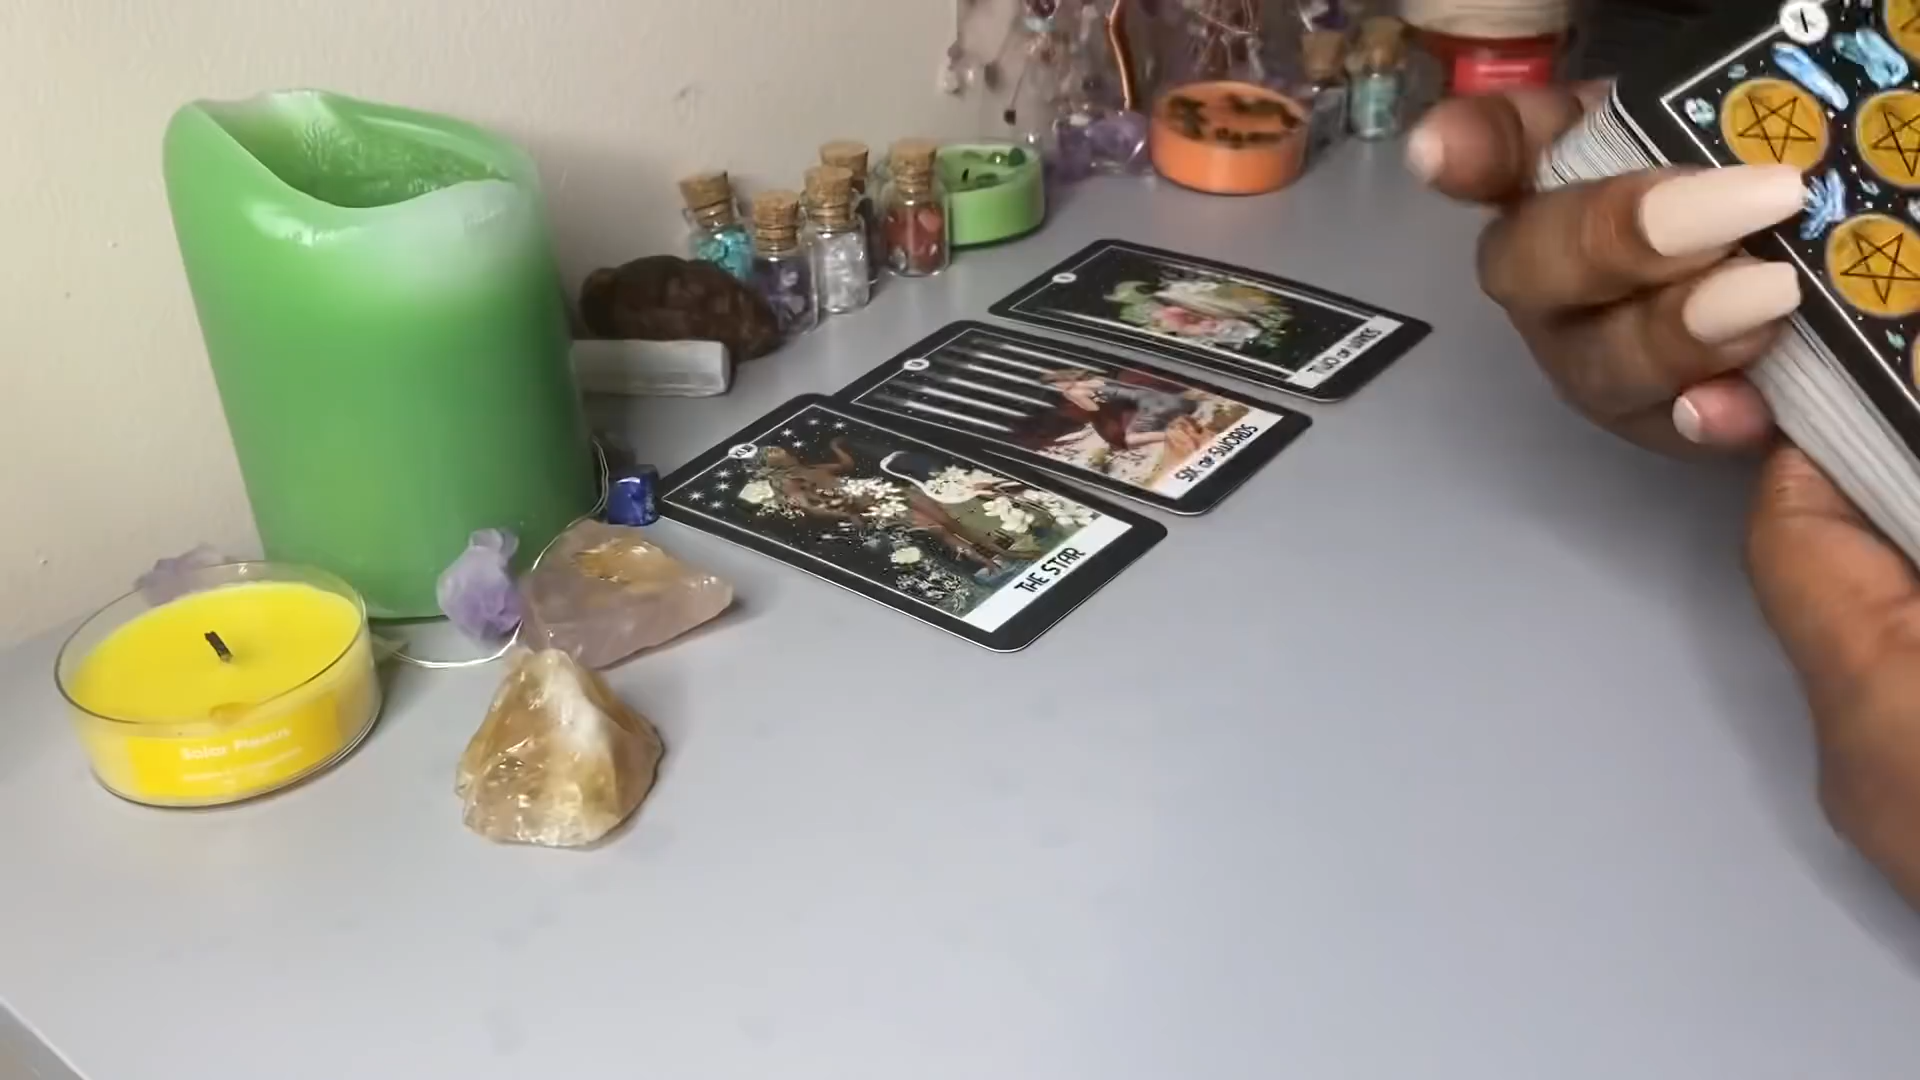 TWO OF WANDS
SIX OF SWORDS
THE STAR
Solar Plexus